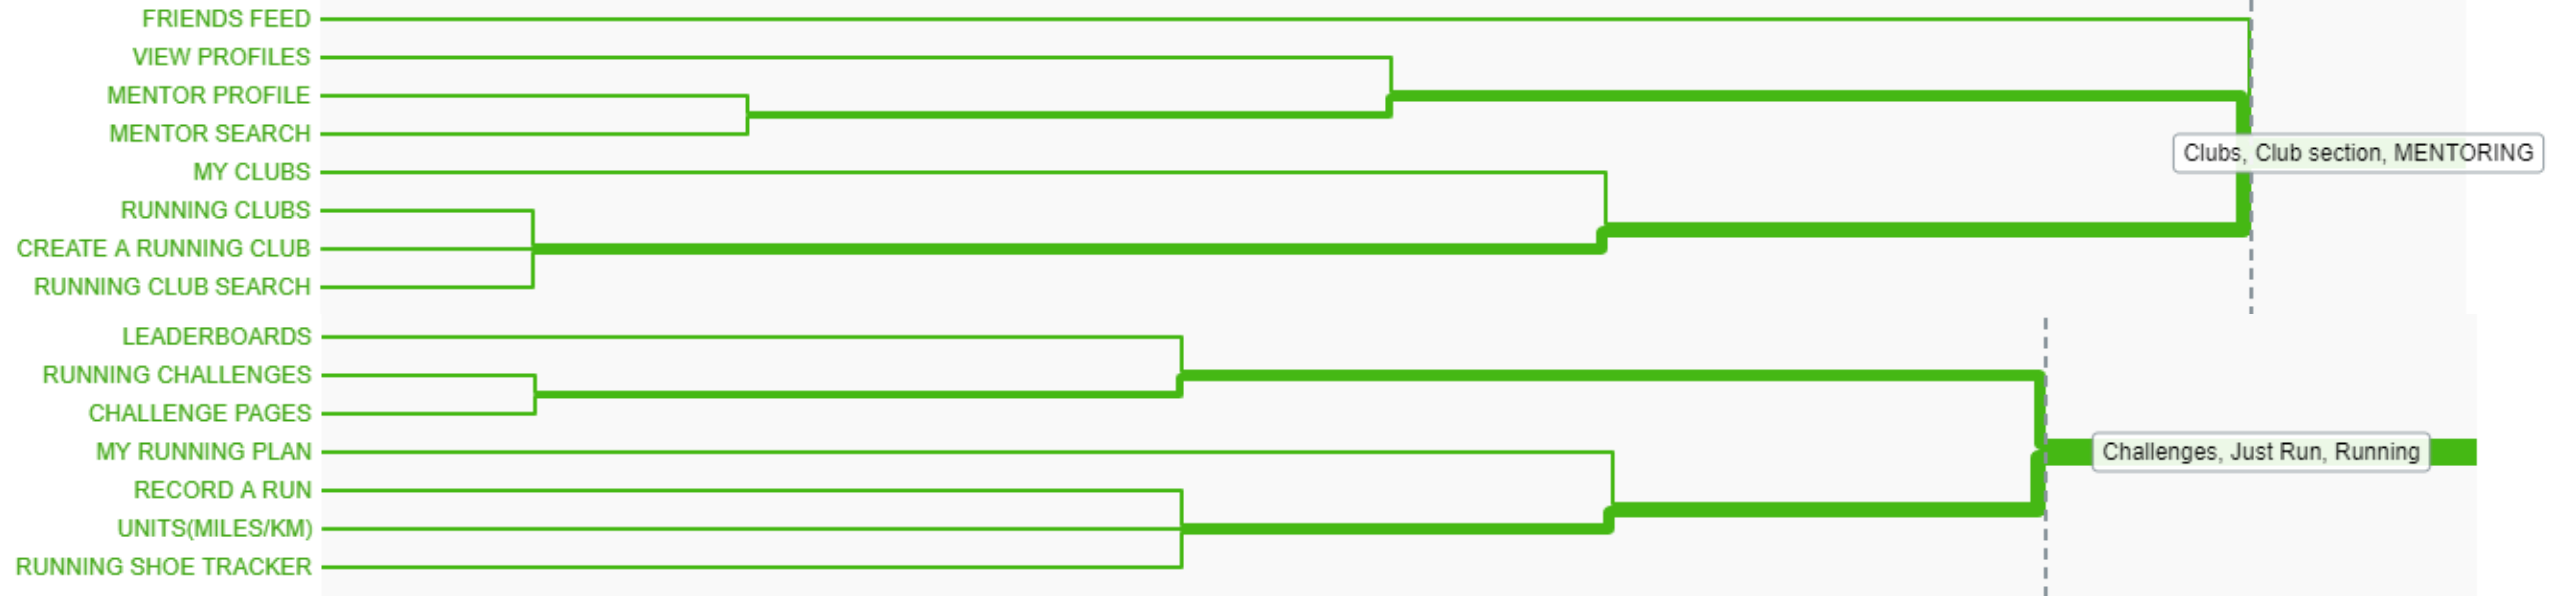 FRIENDS FEED
VIEW PROFILES
MENTOR PROFILE
MENTOR SEARCH
Clubs, Club section, MENTORING
MY CLUBS
RUNNING CLUBS
CREATE A RUNNING CLUB
RUNNING CLUB SEARCH
LEADERBOARDS
RUNNING CHALLENGES
CHALLENGE PAGES
MY RUNNING PLAN
Challenges, Just Run, Running
RECORD A RUN
UNITS(MILES/KM)
RUNNING SHOE TRACKER